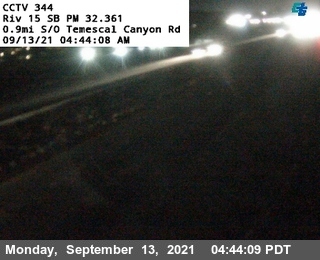 CCTV 344
Riv 15 SB PM 32.361
0.9mi S/O Temescal Canyon Rd
09/13/21 04:44:08 AM
Monday, September 13, 2021 04:44:09 PDT